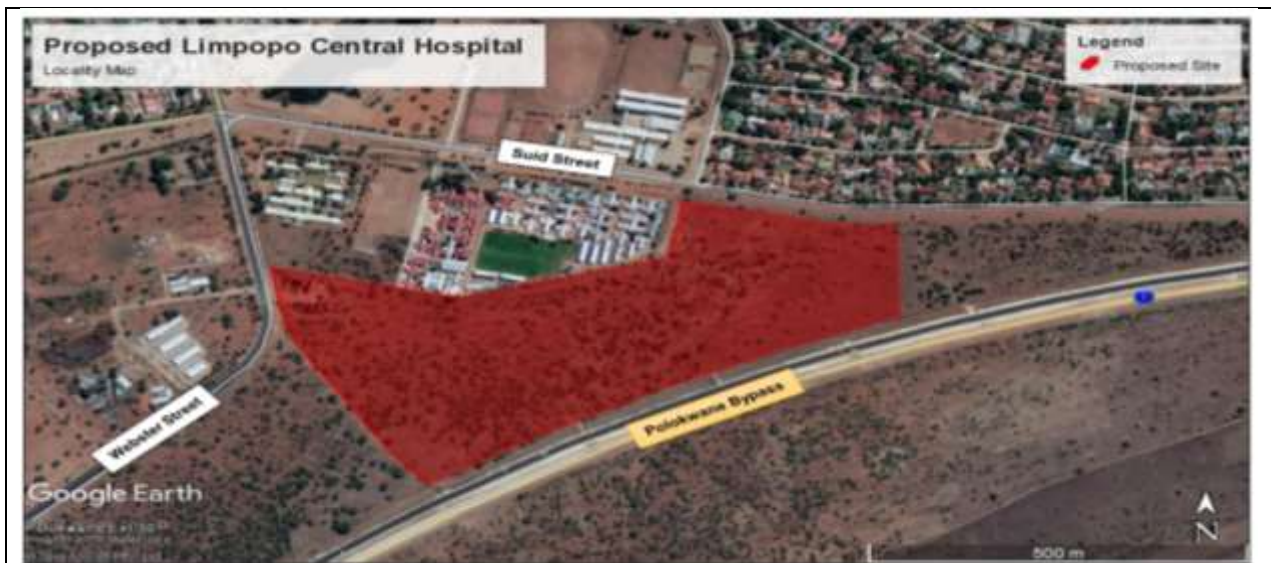 Proposed Limpopo Central Hospital
Locality Map
Legend
Proposed Site
Suid Street
Webster Street
Polokwane Bypass
Google Earth
N
500 m